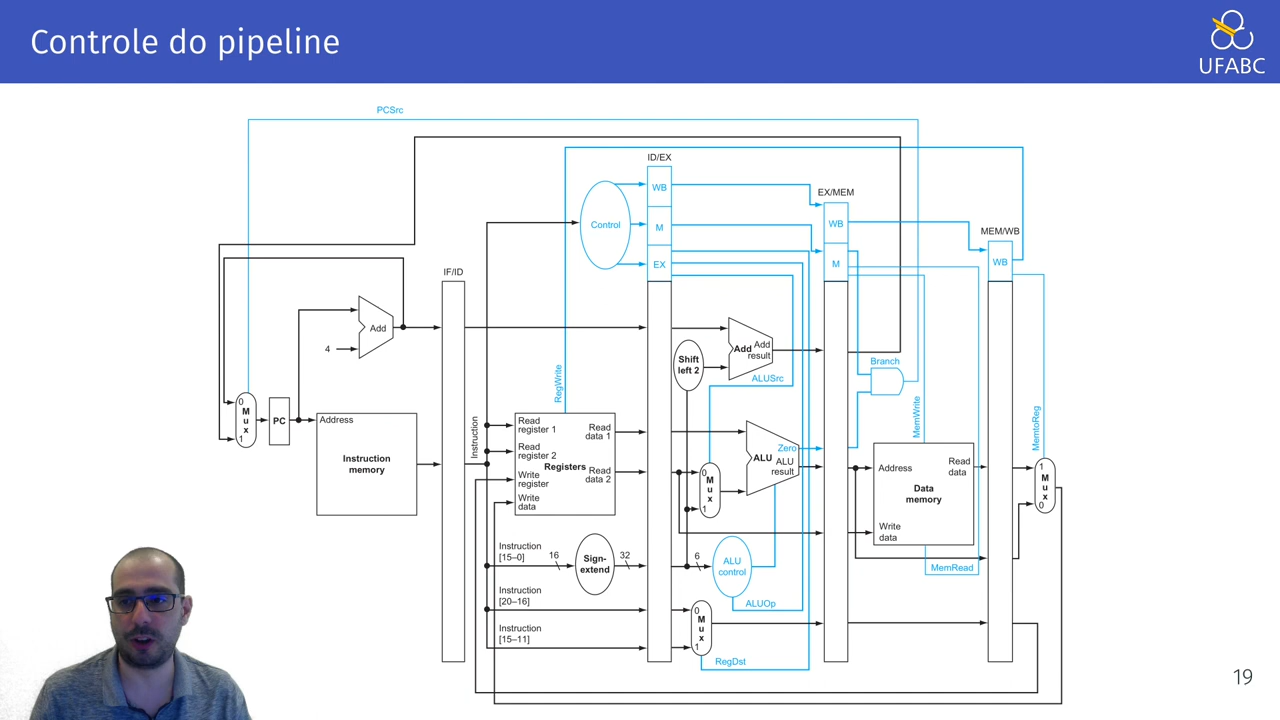 Controle do pipeline
UFABC
PCSrc
ID/EX
WB
EX/MEM
Control
M
WB
MEM/WB
EX
M
WB
IF/ID
Add
4
Shift
left 2
Add
Add
result
ALUSrc
Branch
RegWrite
MemWrite
MemtoReg
0
M
u
x
1
PC
Address
Instruction
memory
Instruction
Read
register 1
Read
register 2
Write
register
Write
data
Registers
Read
data 1
Read
data 2
0
M
u
x
1
Zero
ALU
ALU
result
Address
Read
data
Data
memory
Write
data
1
M
u
x
0
Instruction
[15–0]
16
Sign-
extend
32
6
ALU
control
MemRead
Instruction
[20–16]
ALUOp
0
M
u
x
1
Instruction
[15–11]
RegDst
19